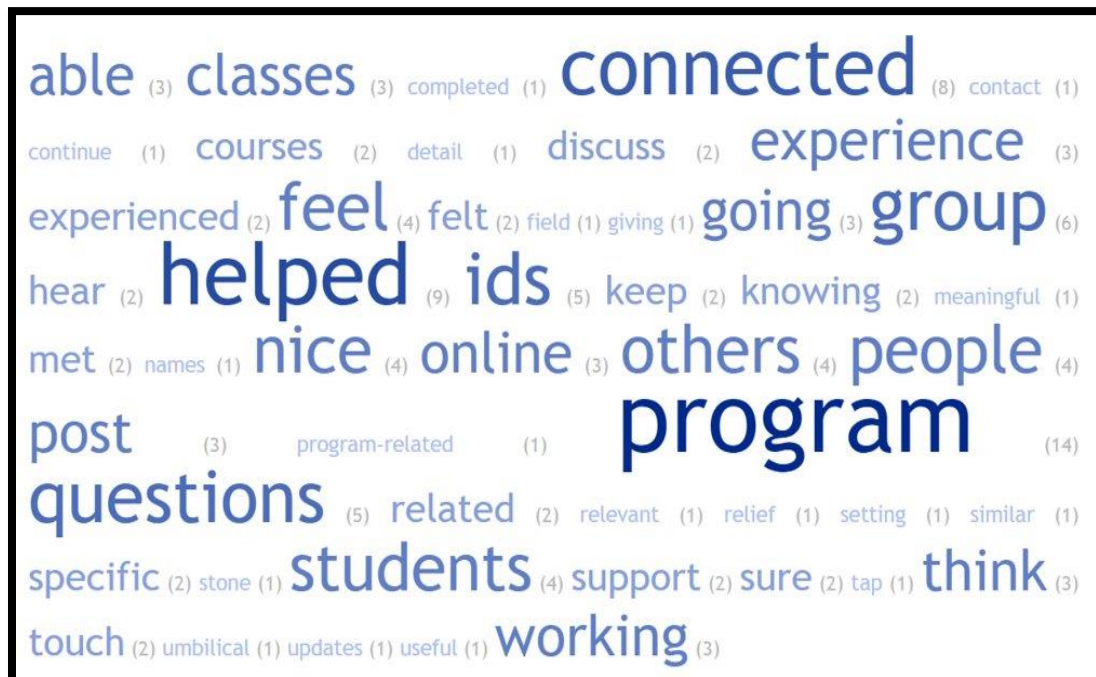 able (3) classes (3) completed (1) connected (8) contact (1)
continue (1) courses (2) detail (1) discuss (2) experience (3)
experienced (2) feel (4) felt (2) field (1) giving (1) going (3) group (6)
hear (2) helped (9) ids (5) keep (2) knowing (2) meaningful (1)
met (2) names (1) nice (4) online (3) others (4) people (4)
post (3) program-related (1) program (14)
questions (5) related (2) relevant (1) relief (1) setting (1) similar (1)
specific (2) stone (1) students (4) support (2) sure (2) tap (1) think (3)
touch (2) umbilical (1) updates (1) useful (1) working (3)